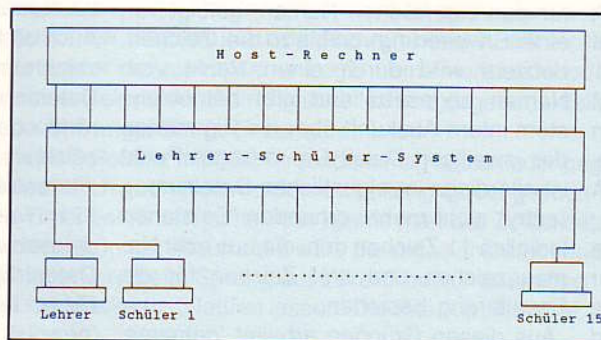 Host-Rechner
Lehrer Schüler System
Lehrer
Schüler 1
Schüler 15